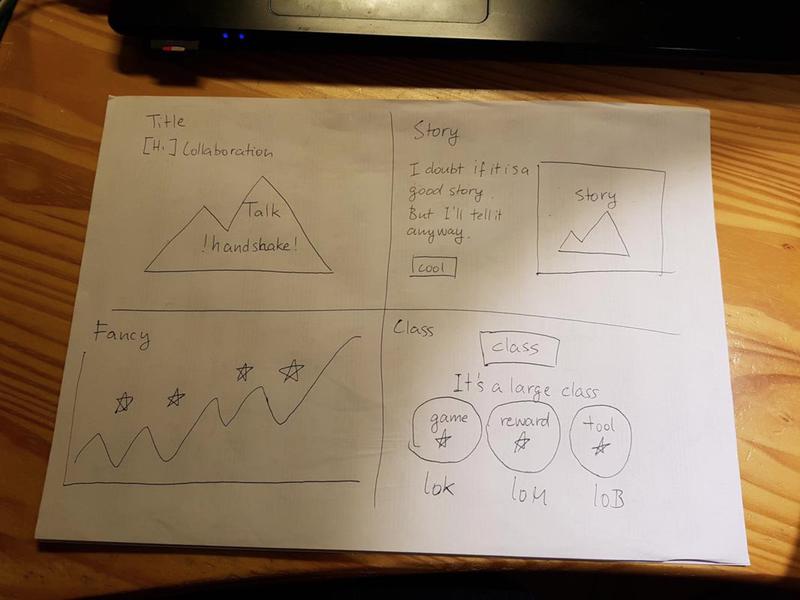 Title
[Hi] Collaboration
Talk
!handshake!
Story
I doubt if it is a
good story.
But I'll tell it
anyway.
cool
story
Fancy
Class
class
It's a large class
game
reward
tool
10K
10M
10B